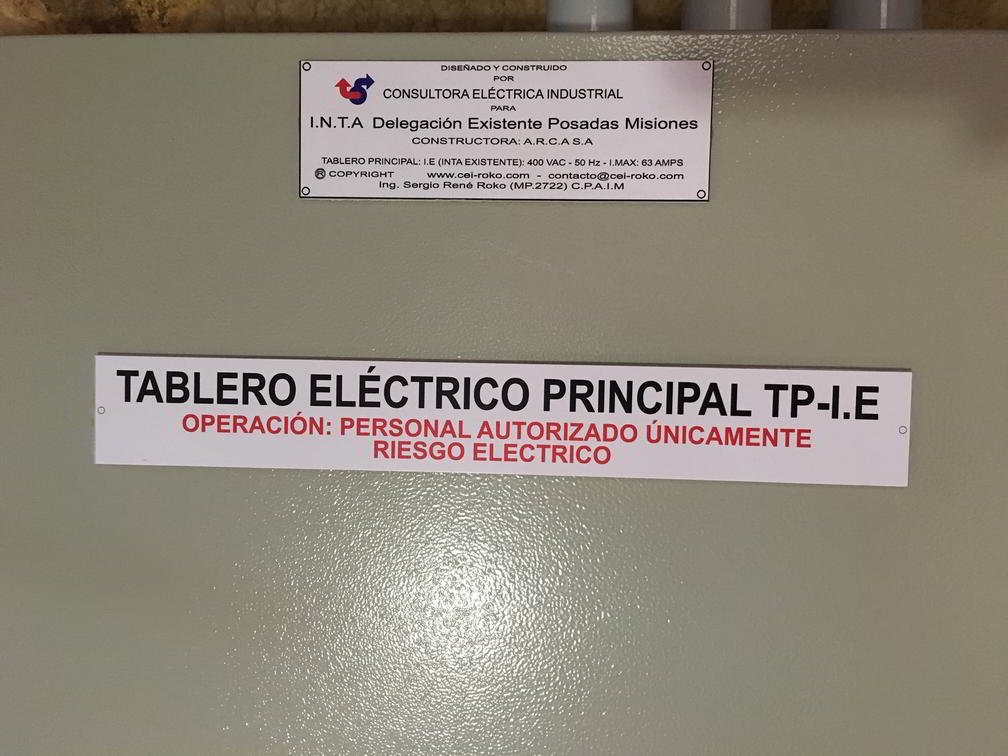 DISEÑADO Y CONSTRUIDO
POR
CONSULTORA ELÉCTRICA INDUSTRIAL
PARA
I.N.T.A Delegación Existente Posadas Misiones
CONSTRUCTORA: A.R.C.A S.A
TABLERO PRINCIPAL: I.E (INTA EXISTENTE): 400 VAC - 50 Hz - I.MAX: 63 AMPS
® COPYRIGHT www.cei-roko.com - contacto@cei-roko.com
Ing. Sergio René Roko (MP.2722) C.P.A.I.M
TABLERO ELÉCTRICO PRINCIPAL TP-I.E
OPERACIÓN: PERSONAL AUTORIZADO ÚNICAMENTE
RIESGO ELECTRICO